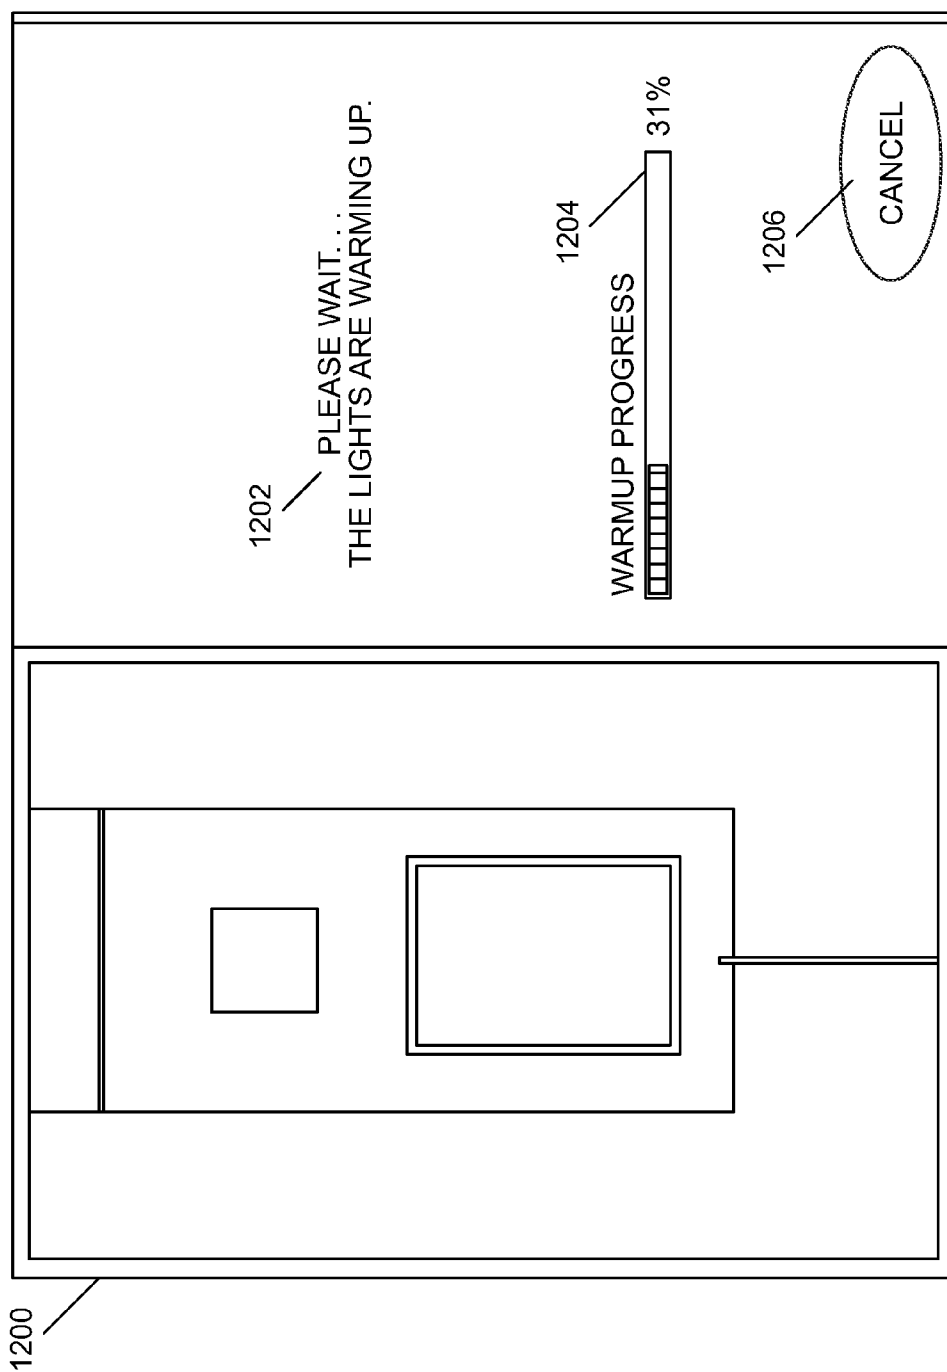 1200
1202
PLEASE WAIT. . .
THE LIGHTS ARE WARMING UP.
1204
WARMUP PROGRESS
31%
1206
CANCEL